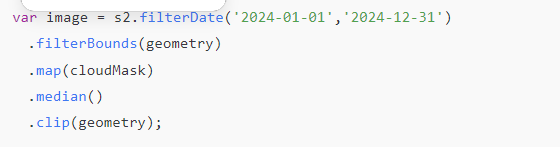 var image = s2.filterDate('2024-01-01','2024-12-31')
.filterBounds(geometry)
.map(cloudMask)
.median()
.clip(geometry);